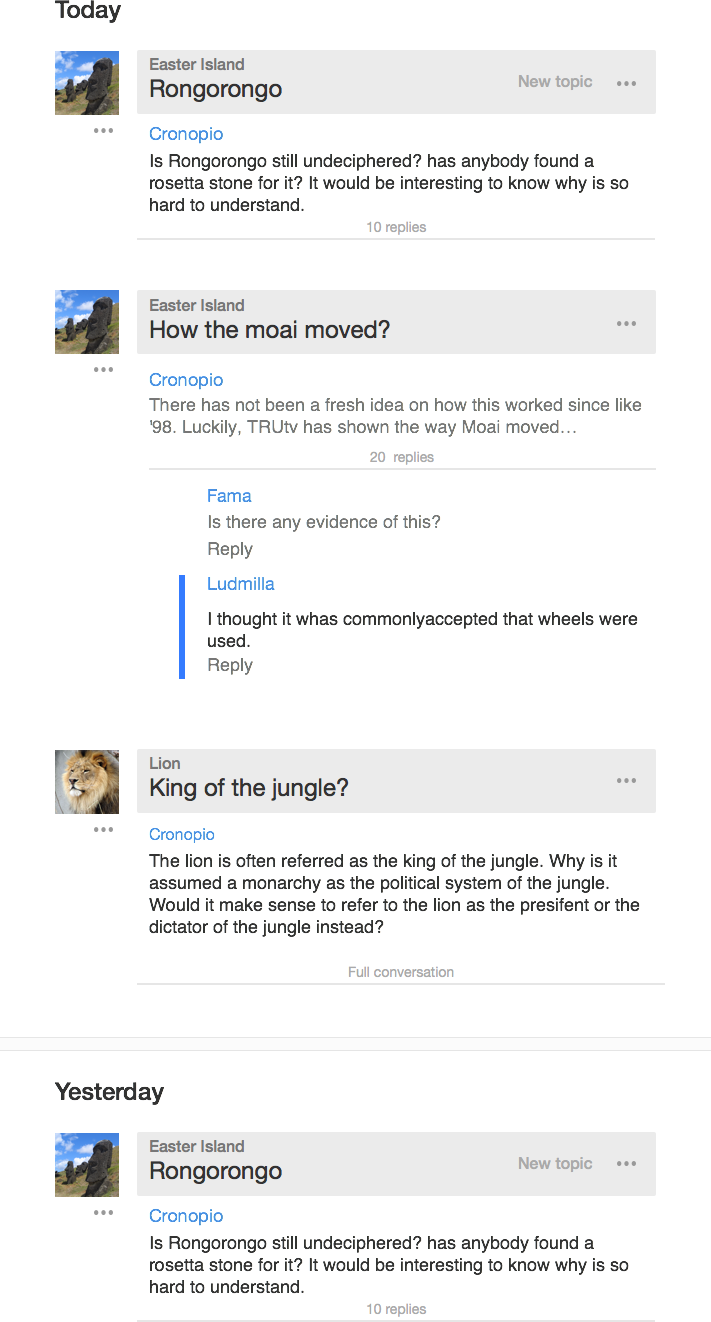 Today
Easter Island
Rongorongo
New topic
Cronopio
Is Rongorongo still undeciphered? has anybody found a
rosetta stone for it? It would be interesting to know why is so
hard to understand.
10 replies
Easter Island
How the moai moved?
Cronopio
There has not been a fresh idea on how this worked since like
'98. Luckily, TRUtv has shown the way Moai moved…
20 replies
Fama
Is there any evidence of this?
Reply
Ludmilla
I thought it whas commonlyaccepted that wheels were
used.
Reply
Lion
King of the jungle?
Cronopio
The lion is often referred as the king of the jungle. Why is it
assumed a monarchy as the political system of the jungle.
Would it make sense to refer to the lion as the presifent or the
dictator of the jungle instead?
Full conversation
Yesterday
Easter Island
Rongorongo
New topic
Cronopio
Is Rongorongo still undeciphered? has anybody found a
rosetta stone for it? It would be interesting to know why is so
hard to understand.
10 replies